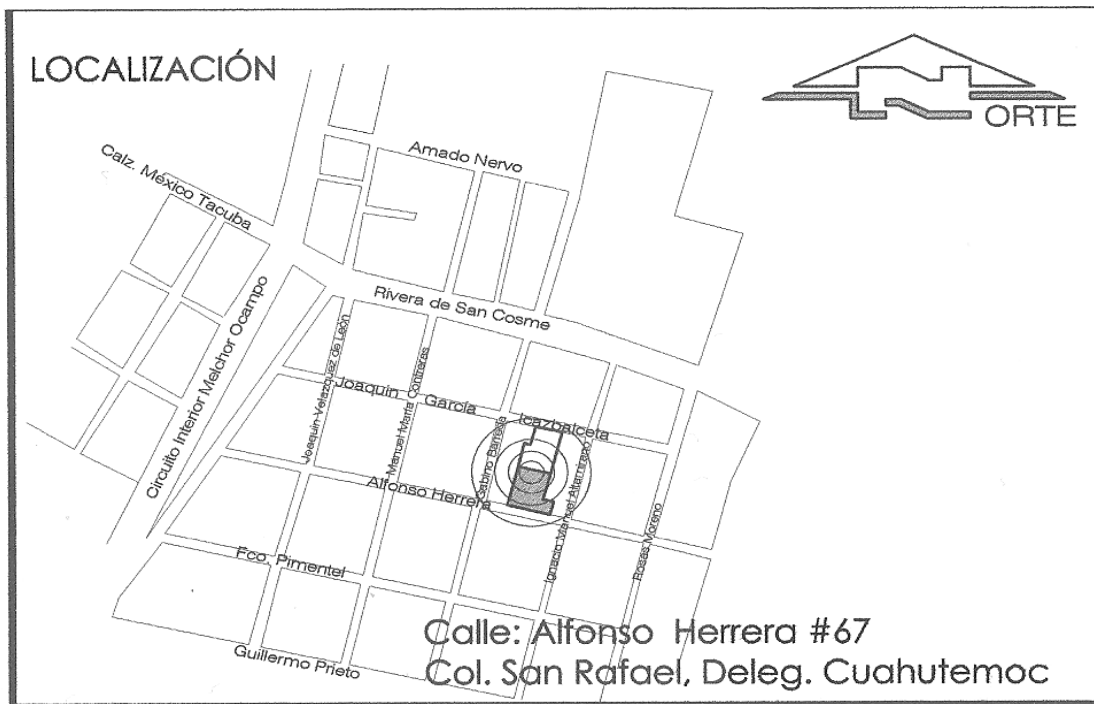 LOCALIZACIÓN
ORTE
Amado Nervo
Calz. México Tacuba
Rivera de San Cosme
Circuito Interior Melchor Ocampo
Joaquin Velazquez de León
Manuel María Contreras
Joaquin García Icazbalceta
Gabino Barreda
Ignacio Manuel Altamirano
Alfonso Herrera
Rosas Moreno
Fco. Pimentel
Guillermo Prieto
Calle: Alfonso Herrera #67
Col. San Rafael, Deleg. Cuahutemoc